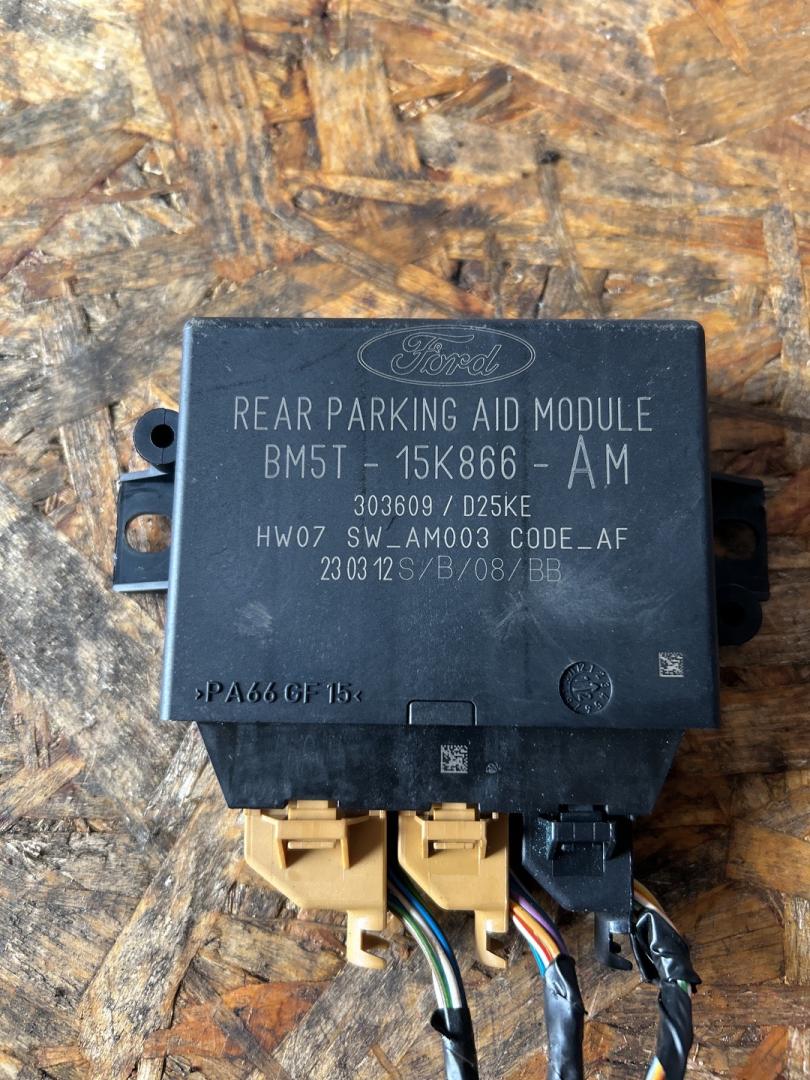 Ford
REAR PARKING AID MODULE
BM5T - 15K866 - AM
303609 / D25KE
HW07 SW_AM003 CODE_AF
23 03 12 S/B/08/BB
>PA66 GF15<